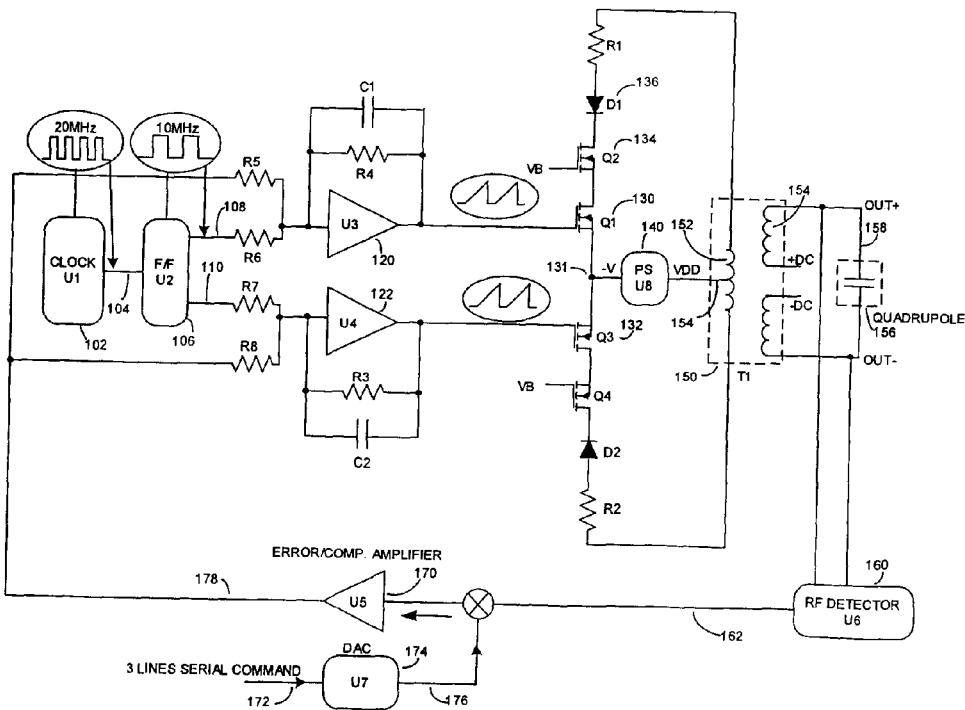 R1
C1
D1
136
20MHz
10MHz
R4
134
Q2
VB
R5
154
OUT+
108
U3
Q1
130
158
R6
140
152
120
CLOCK
U1
F/F
U2
131
-V
PS
U8
VDD
+DC
110
R7
122
-DC
104
U4
154
QUADRUPOLE
156
102
106
Q3
132
R8
150
T1
OUT-
R3
VB
Q4
C2
D2
R2
ERROR/COMP. AMPLIFIER
178
170
160
U5
RF DETECTOR
U6
162
DAC
174
3 LINES SERIAL COMMAND
U7
172
176